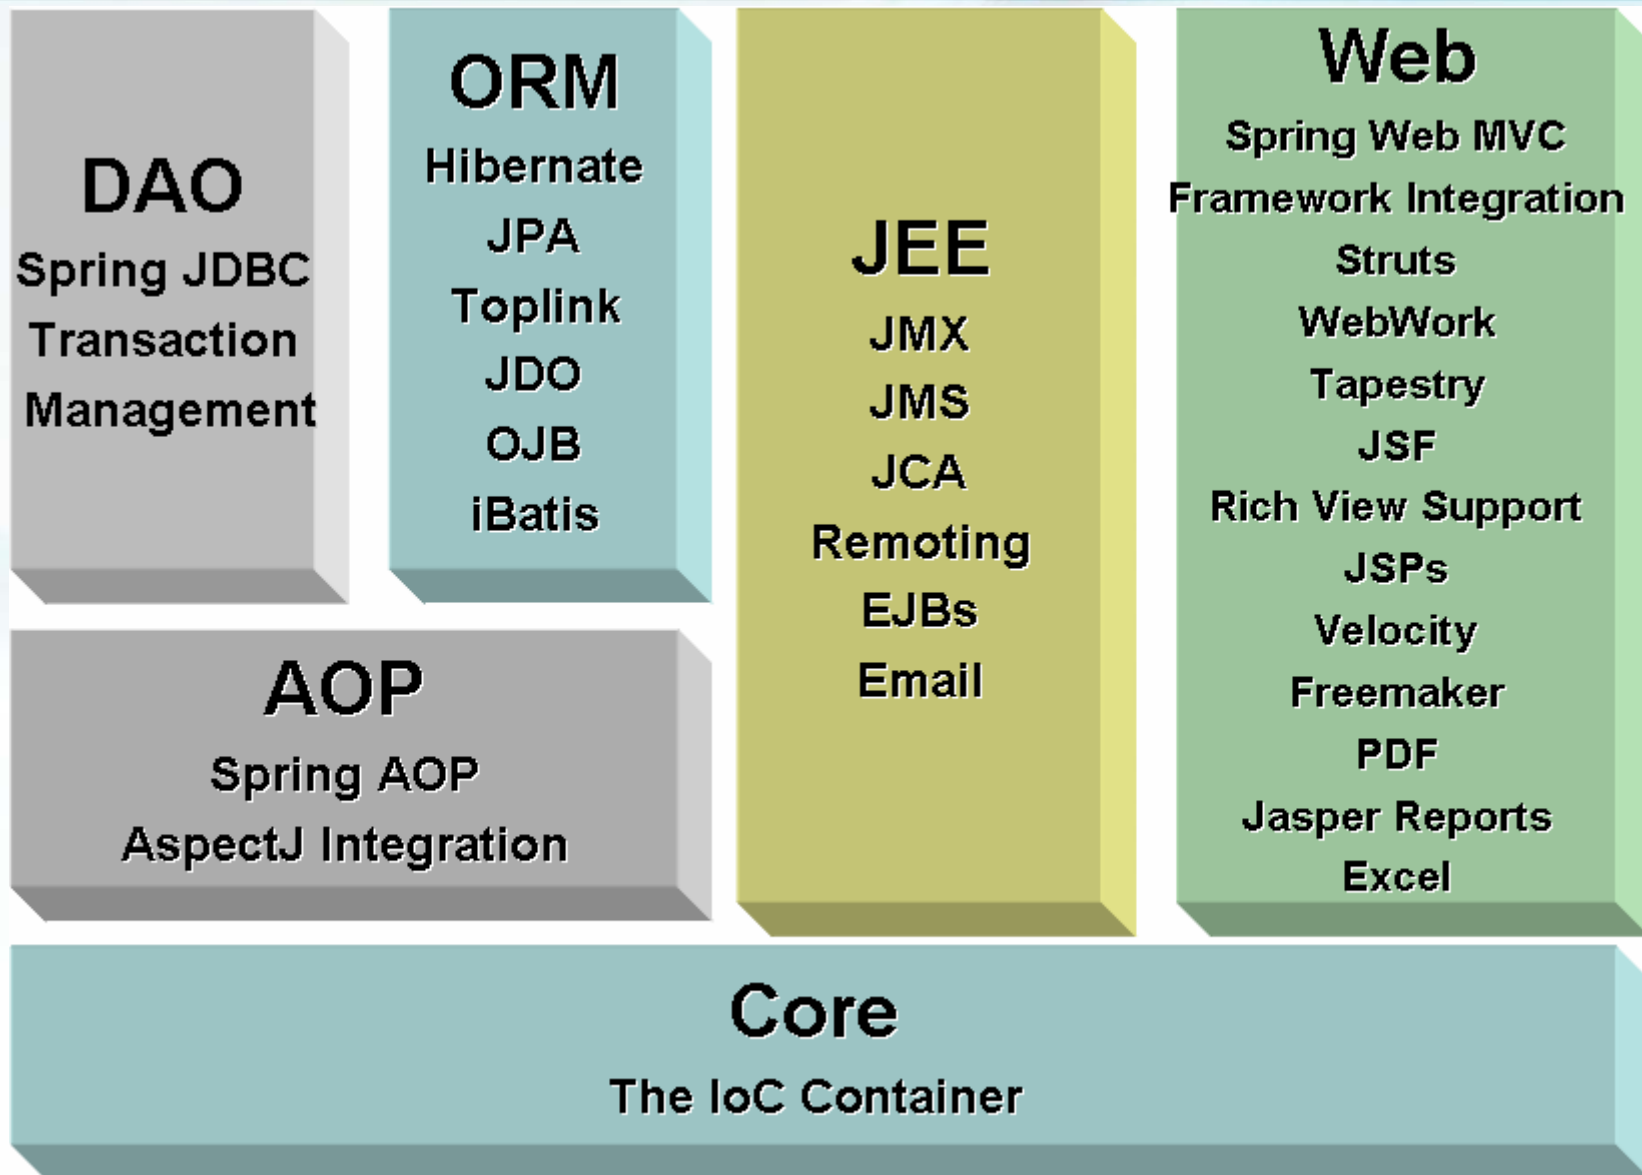 DAO
Spring JDBC
Transaction
Management
ORM
Hibernate
JPA
Toplink
JDO
OJB
iBatis
JEE
JMX
JMS
JCA
Remoting
EJBs
Email
Web
Spring Web MVC
Framework Integration
Struts
WebWork
Tapestry
JSF
Rich View Support
JSPs
Velocity
Freemaker
PDF
Jasper Reports
Excel
AOP
Spring AOP
AspectJ Integration
Core
The IoC Container